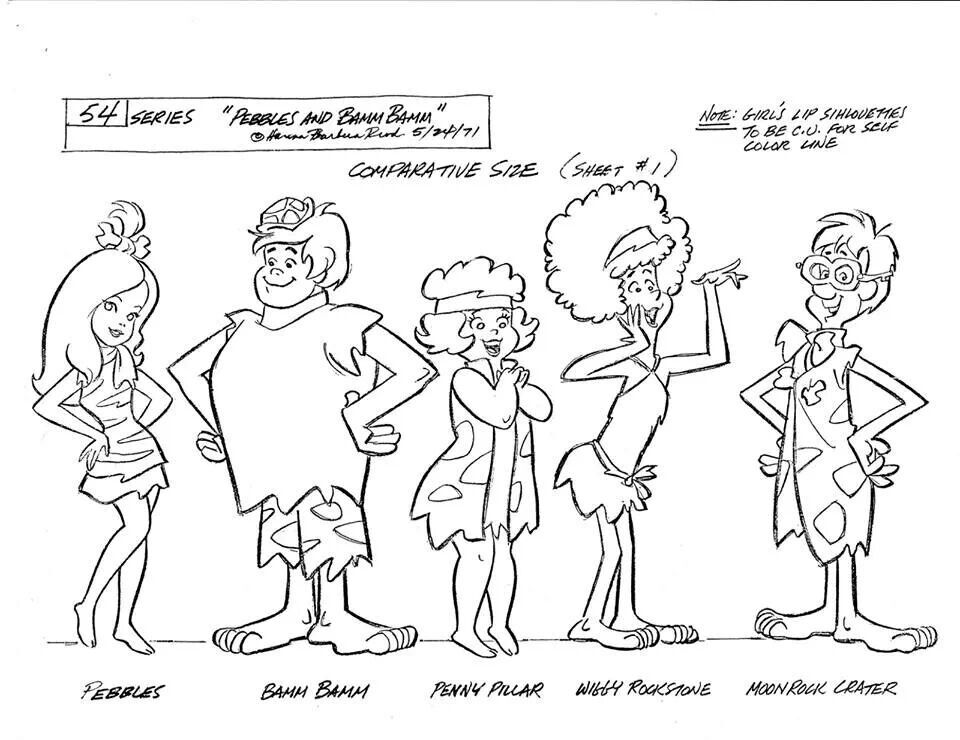 54 SERIES "PEBBLES AND BAMM BAMM"
© Hanna Barbera Prod 5/24/71
NOTE: GIRL'S LIP SIHLOUETTES
TO BE C.U. FOR SELF
COLOR LINE
COMPARATIVE SIZE (SHEET #1)
PEBBLES BAMM BAMM PENNY PILLAR WIGGY ROCKSTONE MOONROCK CRATER